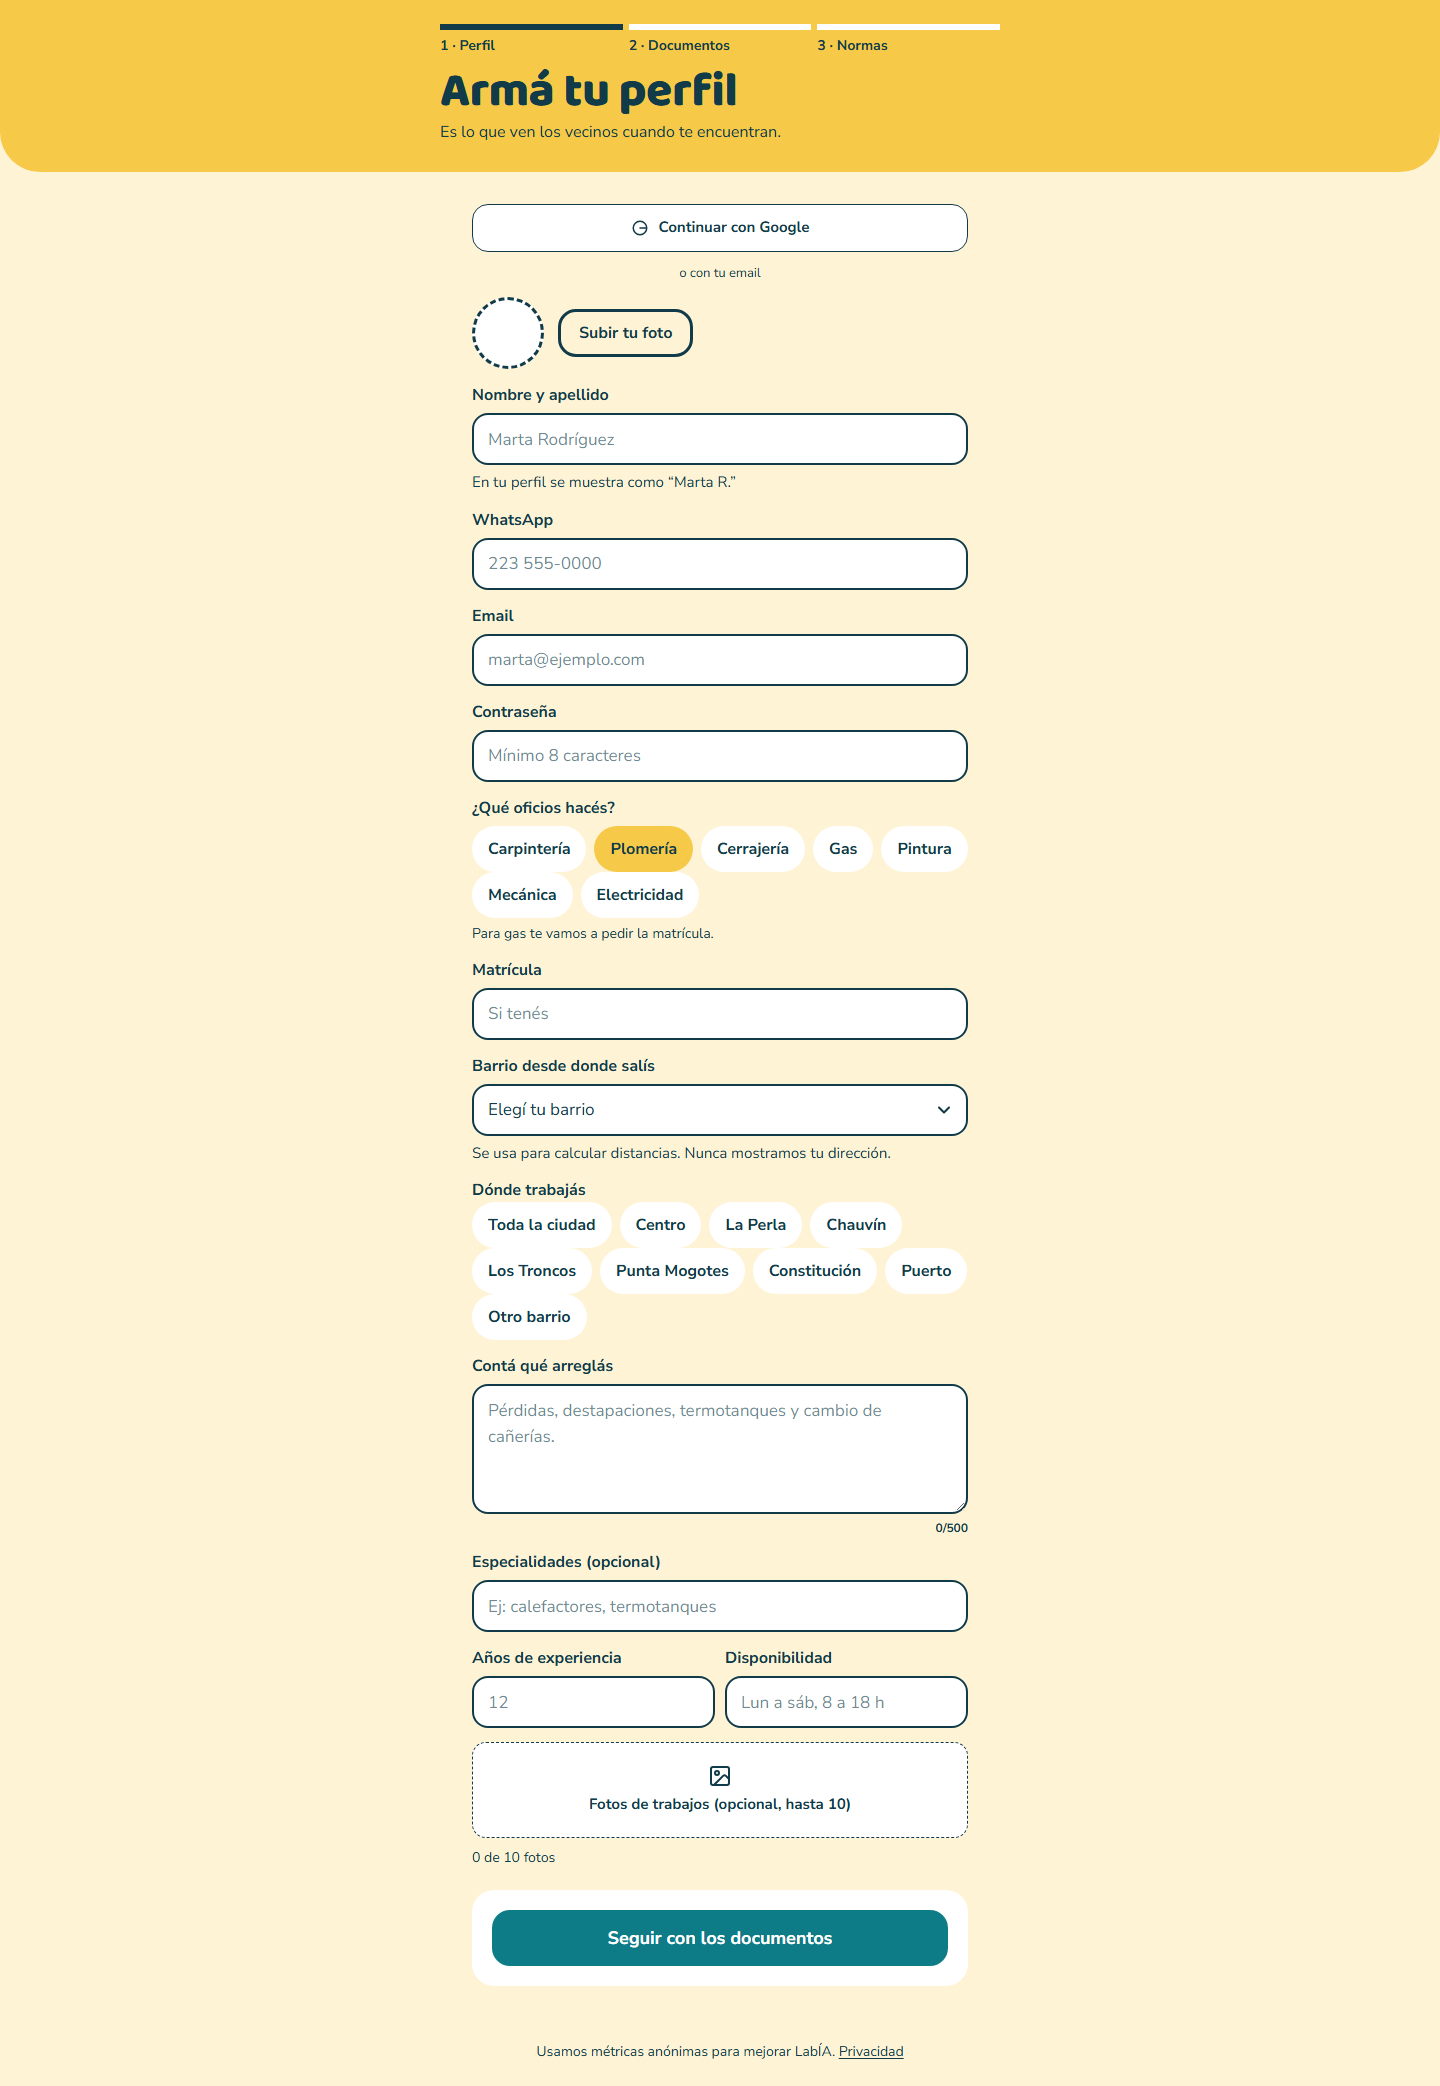 1 · Perfil
2 · Documentos
3 · Normas
Armá tu perfil
Es lo que ven los vecinos cuando te encuentran.
Continuar con Google
o con tu email
Subir tu foto
Nombre y apellido
Marta Rodríguez
En tu perfil se muestra como “Marta R.”
WhatsApp
223 555-0000
Email
marta@ejemplo.com
Contraseña
Mínimo 8 caracteres
¿Qué oficios hacés?
Carpintería Plomería Cerrajería Gas Pintura
Mecánica Electricidad
Para gas te vamos a pedir la matrícula.
Matrícula
Si tenés
Barrio desde donde salís
Elegí tu barrio
Se usa para calcular distancias. Nunca mostramos tu dirección.
Dónde trabajás
Toda la ciudad Centro La Perla Chauvín
Los Troncos Punta Mogotes Constitución Puerto
Otro barrio
Contá qué arreglás
Pérdidas, destapaciones, termotanques y cambio de
cañerías.
0/500
Especialidades (opcional)
Ej: calefactores, termotanques
Años de experiencia Disponibilidad
12 Lun a sáb, 8 a 18 h
Fotos de trabajos (opcional, hasta 10)
0 de 10 fotos
Seguir con los documentos
Usamos métricas anónimas para mejorar LabÍA. Privacidad